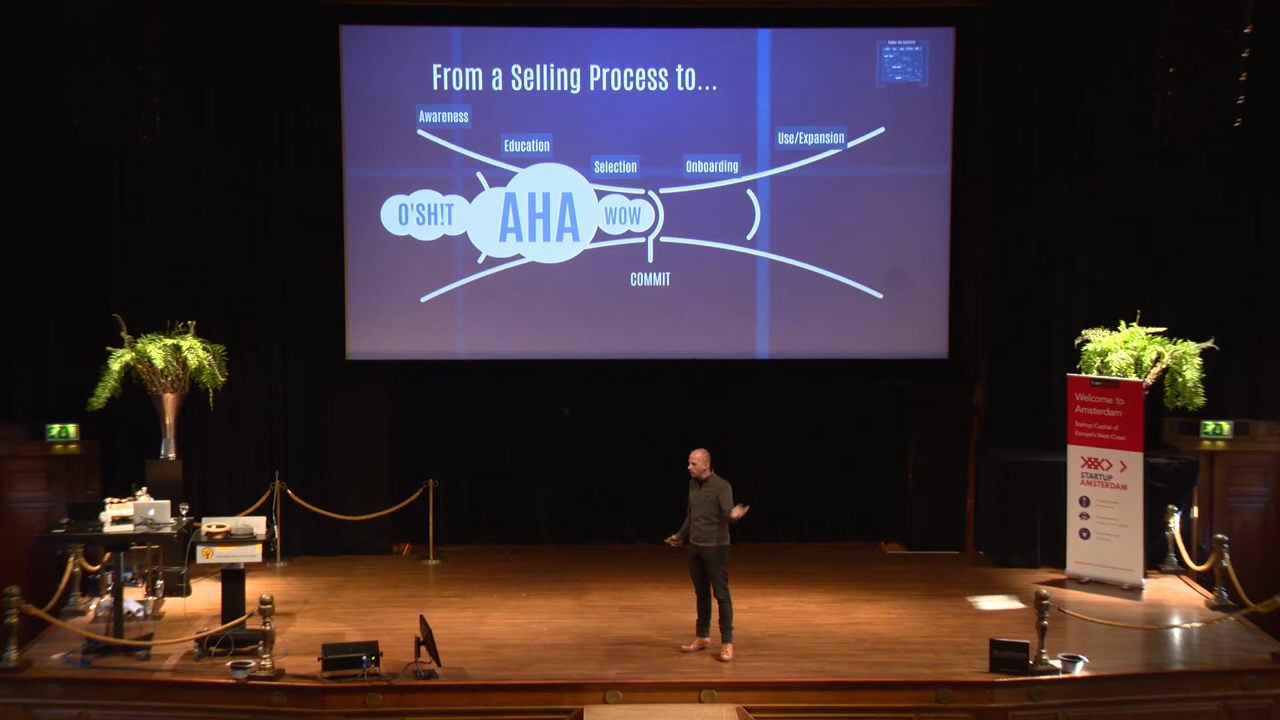 From a Selling Process to...
Awareness
Education
Selection
Onboarding
Use/Expansion
O'SH!T
AHA
WOW
COMMIT
Welcome to
Amsterdam
Startup Capital of
Europe's West Coast
STARTUP
AMSTERDAM